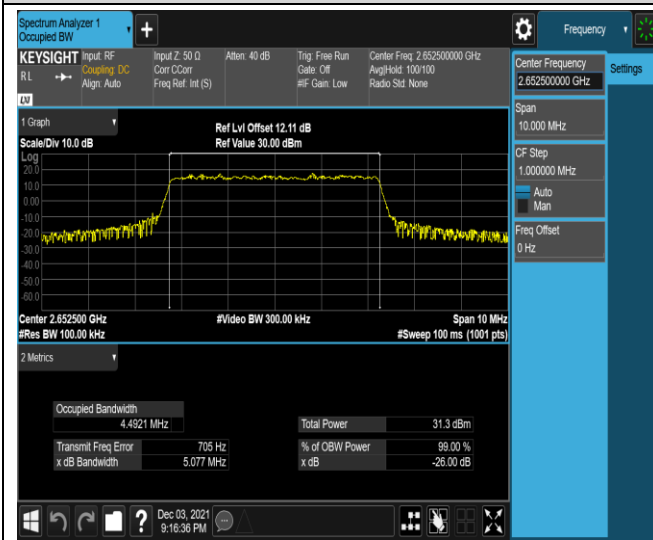 Spectrum Analyzer 1
Occupied BW
+
Frequency
KEYSIGHT
RL
LXI
Input: RF
Coupling: DC
Align: Auto
Input Z: 50 Ω
Corr CCorr
Freq Ref: Int (S)
Atten: 40 dB
Trig: Free Run
Gate: Off
#IF Gain: Low
Center Freq: 2.652500000 GHz
Avg|Hold: 100/100
Radio Std: None
Center Frequency
2.652500000 GHz
Settings
Span
10.000 MHz
CF Step
1.000000 MHz
Auto
Man
Freq Offset
0 Hz
1 Graph
Scale/Div 10.0 dB
Ref Lvl Offset 12.11 dB
Ref Value 30.00 dBm
Log
20.0
10.0
0.00
-10.0
-20.0
-30.0
-40.0
-50.0
-60.0
Center 2.652500 GHz
#Video BW 300.00 kHz
Span 10 MHz
#Res BW 100.00 kHz
#Sweep 100 ms (1001 pts)
2 Metrics
Occupied Bandwidth
4.4921 MHz
Total Power 31.3 dBm
Transmit Freq Error 705 Hz
% of OBW Power 99.00 %
x dB Bandwidth 5.077 MHz
x dB -26.00 dB
?
Dec 03, 2021
9:16:36 PM